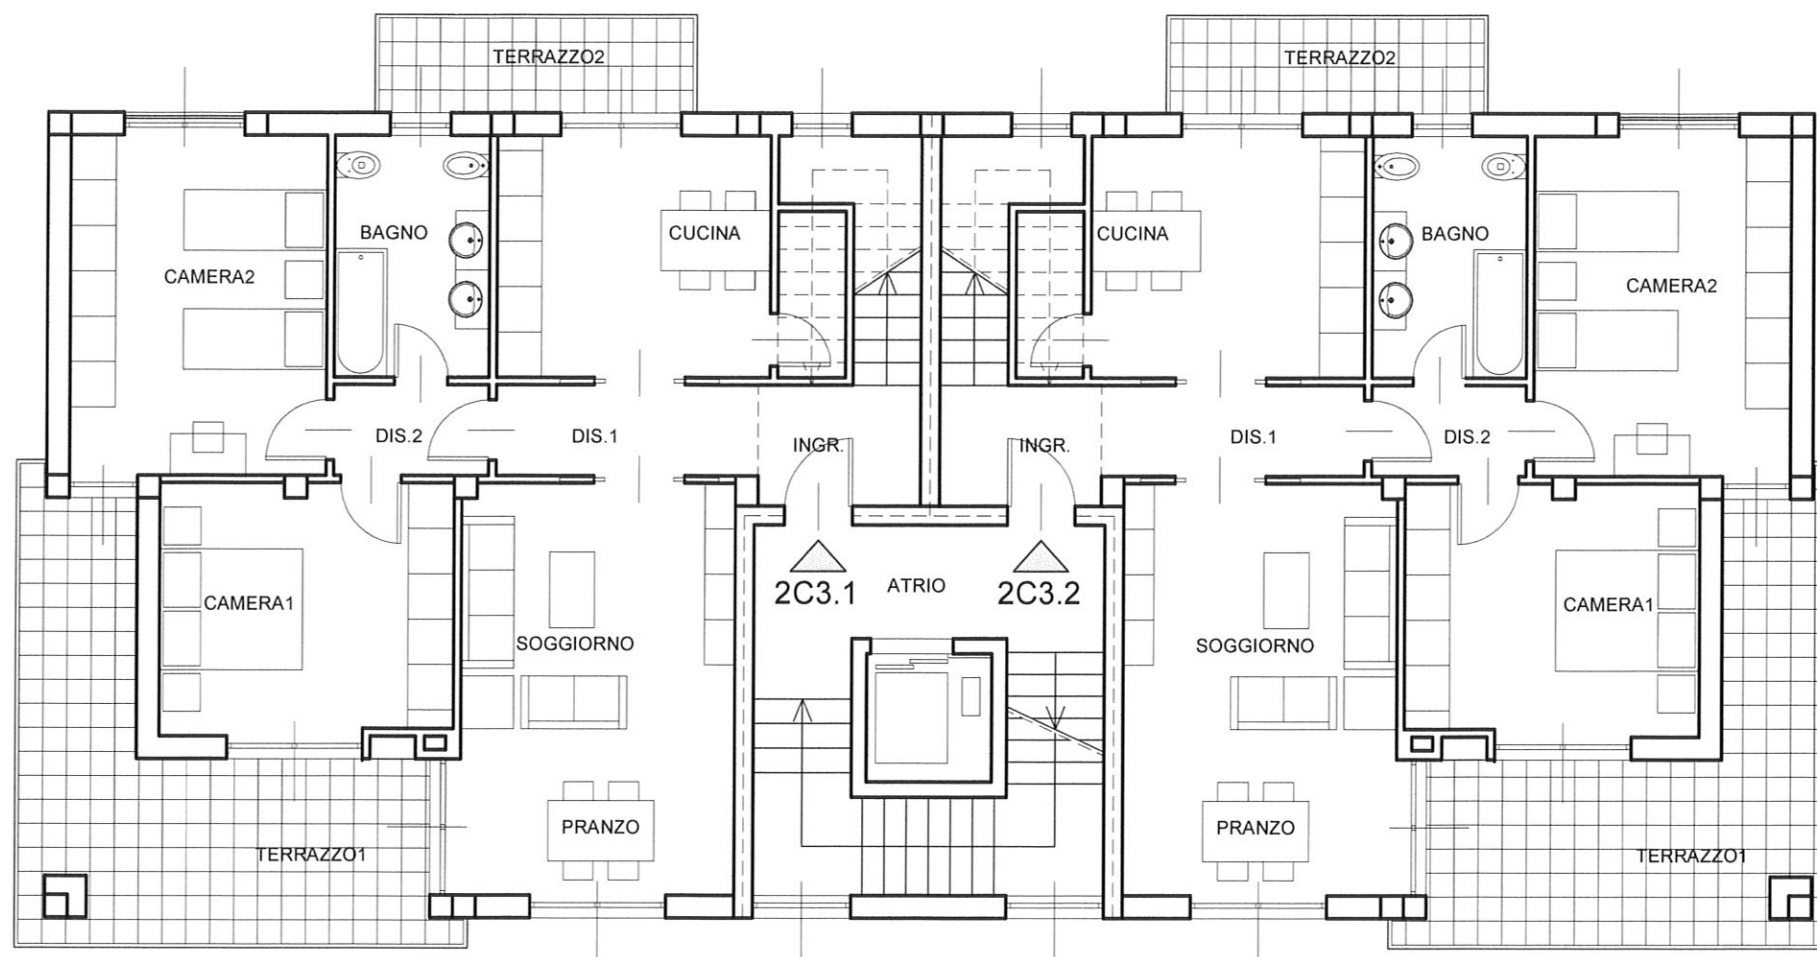 TERRAZZO2
TERRAZZO2
BAGNO
CUCINA
CUCINA
BAGNO
CAMERA2
CAMERA2
DIS.2
DIS.1
INGR.
INGR.
DIS.1
DIS.2
2C3.1
ATRIO
2C3.2
CAMERA1
CAMERA1
SOGGIORNO
SOGGIORNO
PRANZO
PRANZO
TERRAZZO1
TERRAZZO1